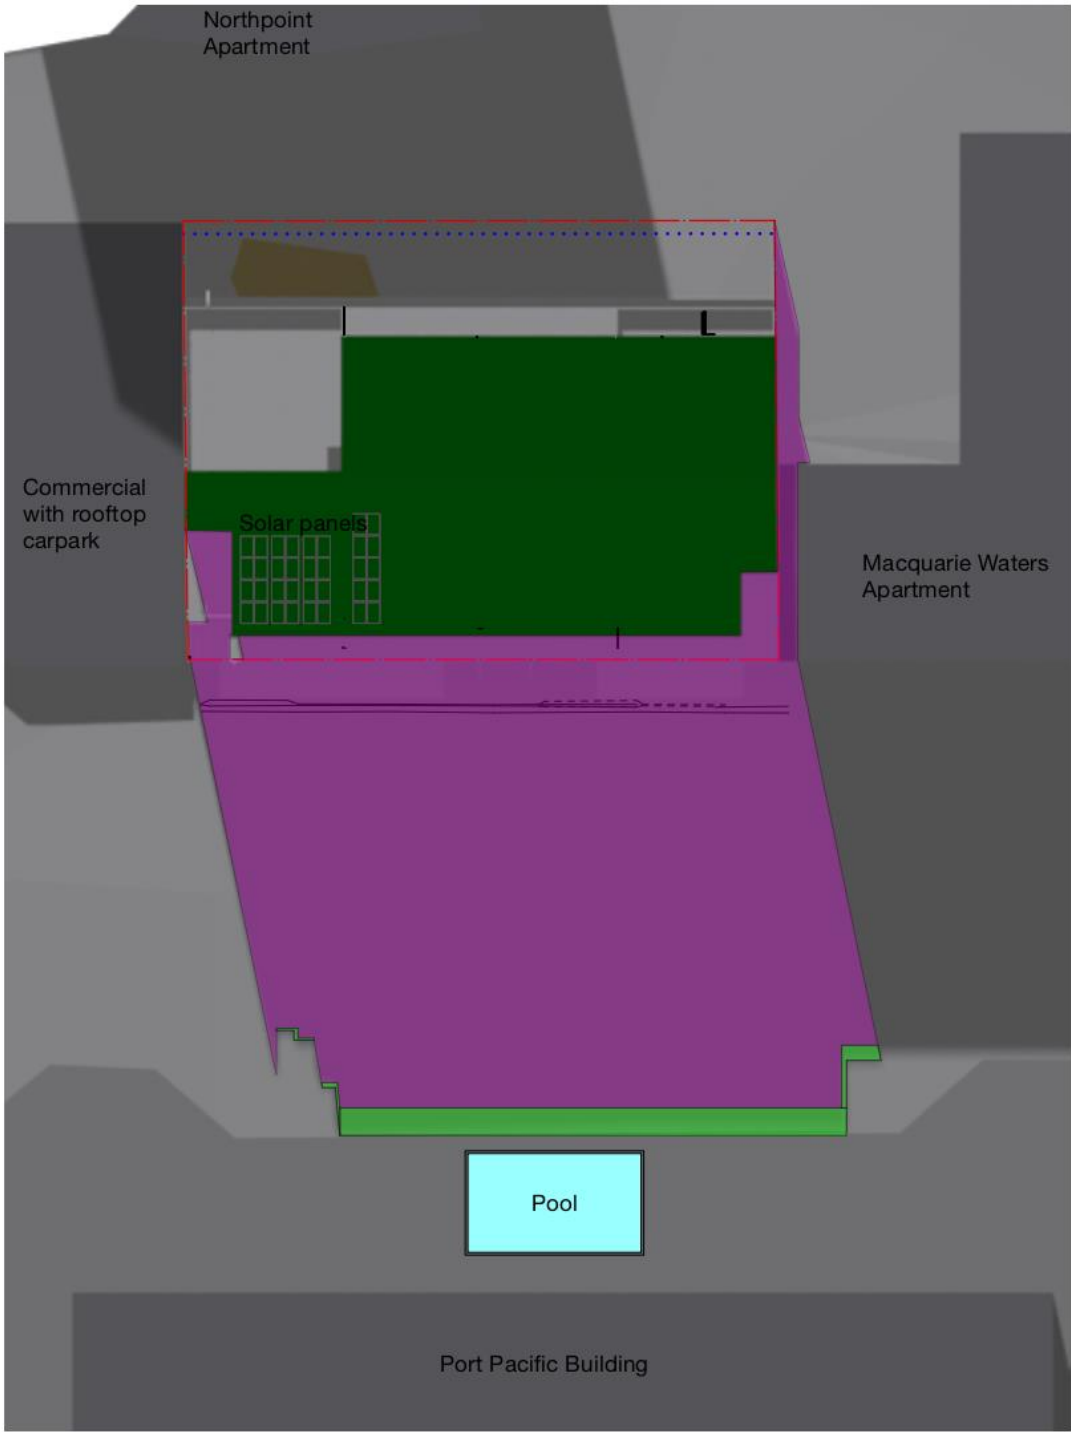 Northpoint
Apartment
Commercial
with rooftop
carpark
Solar panels
Macquarie Waters
Apartment
Pool
Port Pacific Building